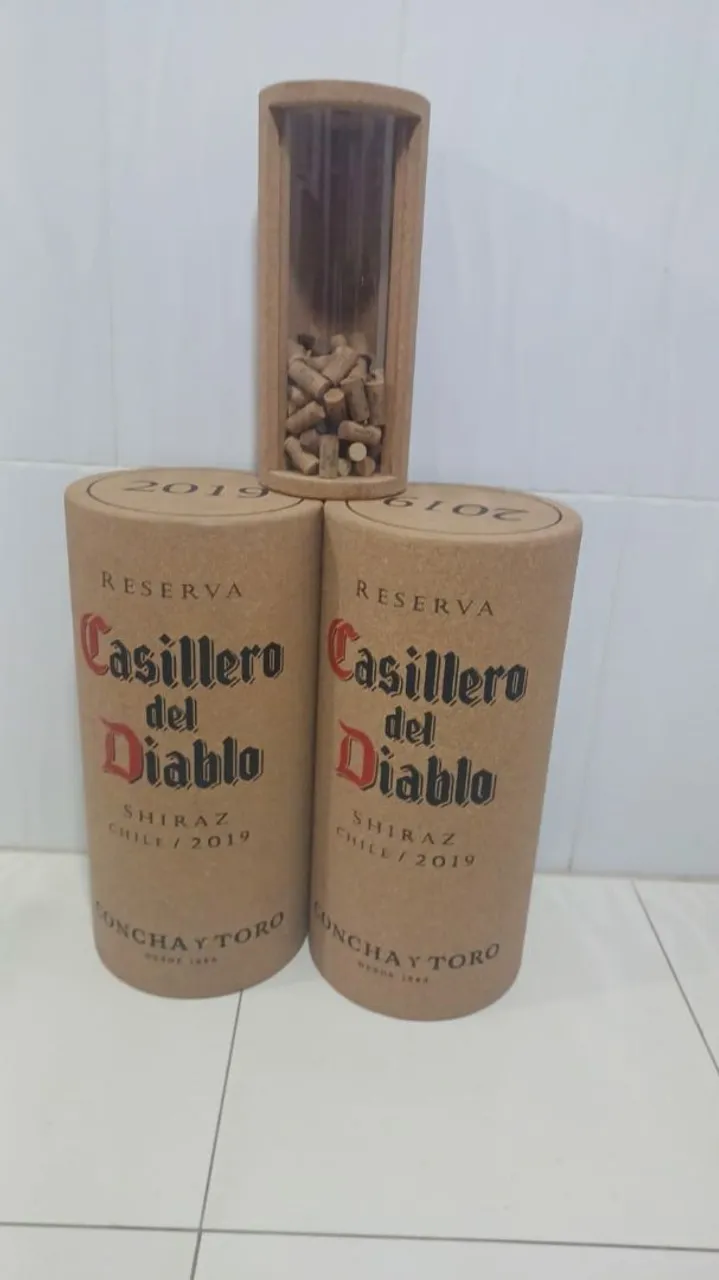 2019
RESERVA
Casillero
del
Diablo
SHIRAZ
CHILE / 2019
CONCHA Y TORO
2019
RESERVA
Casillero
del
Diablo
SHIRAZ
CHILE / 2019
CONCHA Y TORO